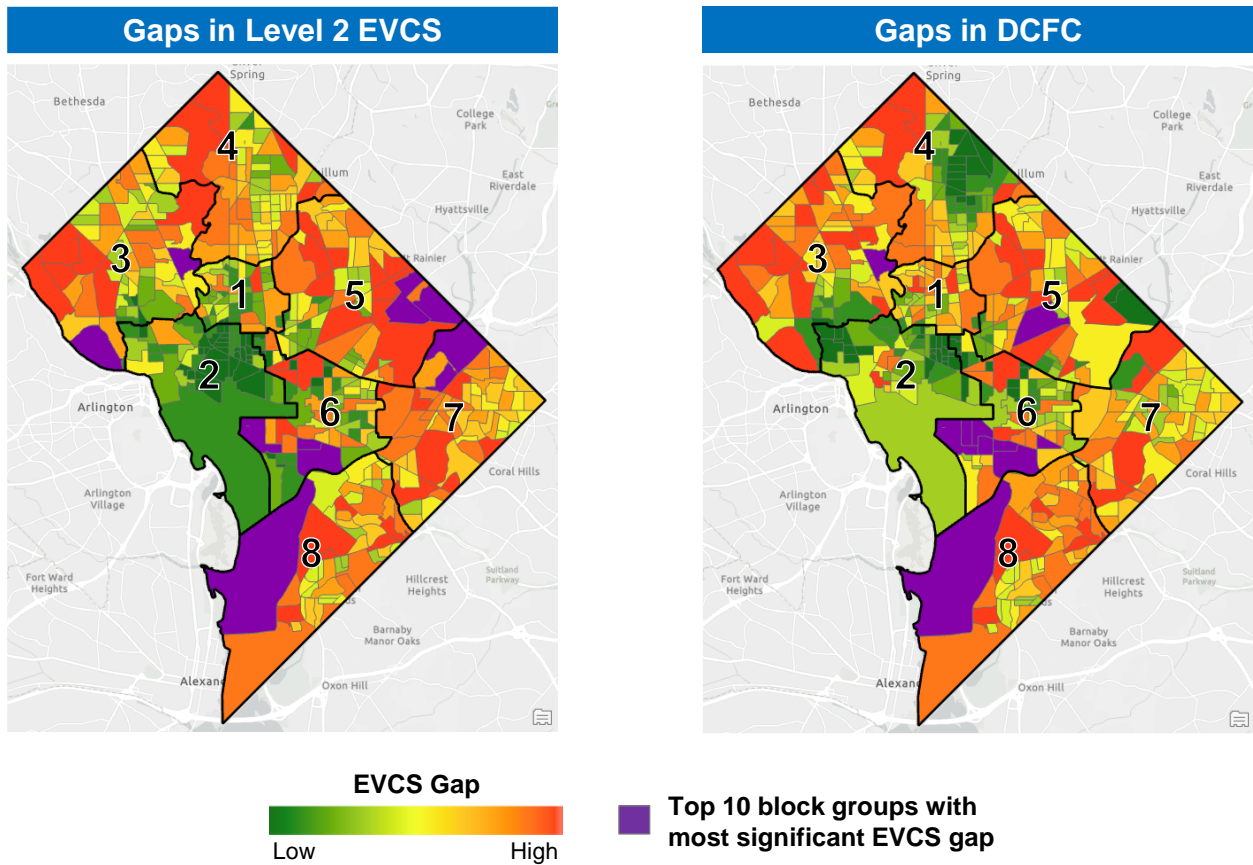 Gaps in Level 2 EVCS
Spring
Bethesda
College
Park
4
illum
East
Riverdale
Hyattsville
3
t Rainier
1
5
2
Arlington
6
7
Coral Hills
Arlington
Village
8
Fort Ward
Heights
Hillcrest
Heights
Suitland
Parkway
Barnaby
Manor Oaks
Alexan
Oxon Hill
Gaps in DCFC
Spring
Bethesda
College
Park
4
illum
East
Riverdale
Hyattsville
3
t Rainier
1
5
2
Arlington
6
7
Coral Hills
Arlington
Village
8
Fort Ward
Heights
Hillcrest
Heights
Suitland
Parkway
Barnaby
Manor Oaks
Alexan
Oxon Hill
EVCS Gap
Low
High
Top 10 block groups with
most significant EVCS gap